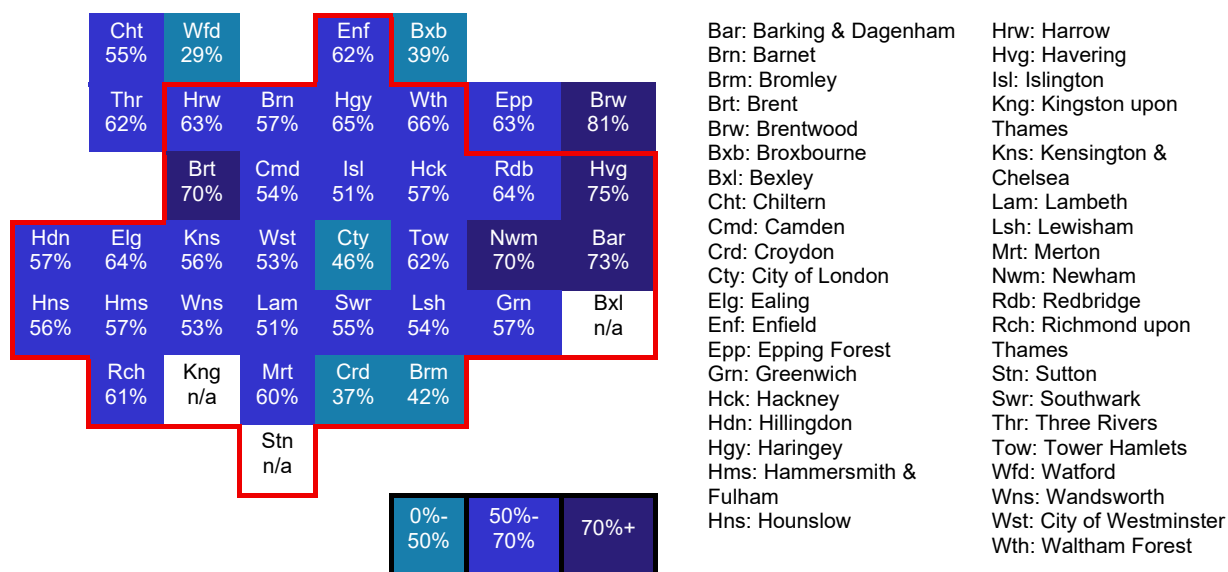 Cht Wfd Enf Bxb
55% 29% 62% 39%
Thr Hrw Brn Hgy Wth Epp Brw
62% 63% 57% 65% 66% 63% 81%
Brt Cmd Isl Hck Rdb Hvg
70% 54% 51% 57% 64% 75%
Hdn Elg Kns Wst Cty Tow Nwm Bar
57% 64% 56% 53% 46% 62% 70% 73%
Hns Hms Wns Lam Swr Lsh Grn Bxl
56% 57% 53% 51% 55% 54% 57% n/a
Rch Kng Mrt Crd Brm
61% n/a 60% 37% 42%
Stn
n/a
0%- 50%- 70%+
50% 70%
Bar: Barking & Dagenham
Brn: Barnet
Brm: Bromley
Brt: Brent
Brw: Brentwood
Bxb: Broxbourne
Bxl: Bexley
Cht: Chiltern
Cmd: Camden
Crd: Croydon
Cty: City of London
Elg: Ealing
Enf: Enfield
Epp: Epping Forest
Grn: Greenwich
Hck: Hackney
Hdn: Hillingdon
Hgy: Haringey
Hms: Hammersmith &
Fulham
Hns: Hounslow
Hrw: Harrow
Hvg: Havering
Isl: Islington
Kng: Kingston upon
Thames
Kns: Kensington &
Chelsea
Lam: Lambeth
Lsh: Lewisham
Mrt: Merton
Nwm: Newham
Rdb: Redbridge
Rch: Richmond upon
Thames
Stn: Sutton
Swr: Southwark
Thr: Three Rivers
Tow: Tower Hamlets
Wfd: Watford
Wns: Wandsworth
Wst: City of Westminster
Wth: Waltham Forest